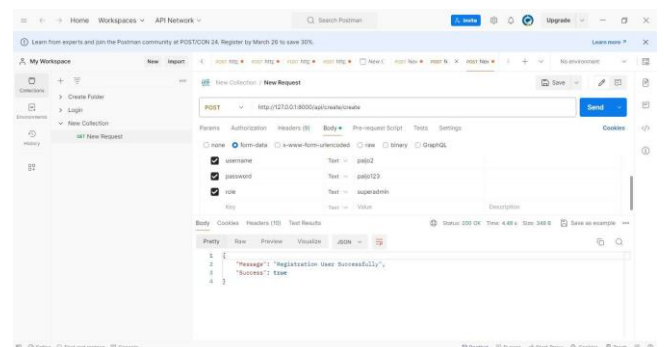 Home Workspaces API Network Search Postman Invite Upgrade
Learn from experts and join the Postman community at POST/CON 24. Register by March 26 to save 30%. Learn more
My Workspace New Import New C No environment
Collections
Environments
History
Create Folder
Login
New Collection
GET New Request
New Collection / New Request Save
POST http://127.0.0.1:8000/api/create/create Send
Params Authorization Headers (9) Body Pre-request Script Tests Settings Cookies
none form-data x-www-form-urlencoded raw binary GraphQL
username Text paijo2
password Text paijo123
role Text superadmin
Key Text Value Description
Body Cookies Headers (10) Test Results Status: 200 OK Time: 4.89 s Size: 348 B Save as example
Pretty Raw Preview Visualize JSON
1 {
2 "Message": "Registration User Successfully",
3 "Success": true
4 }